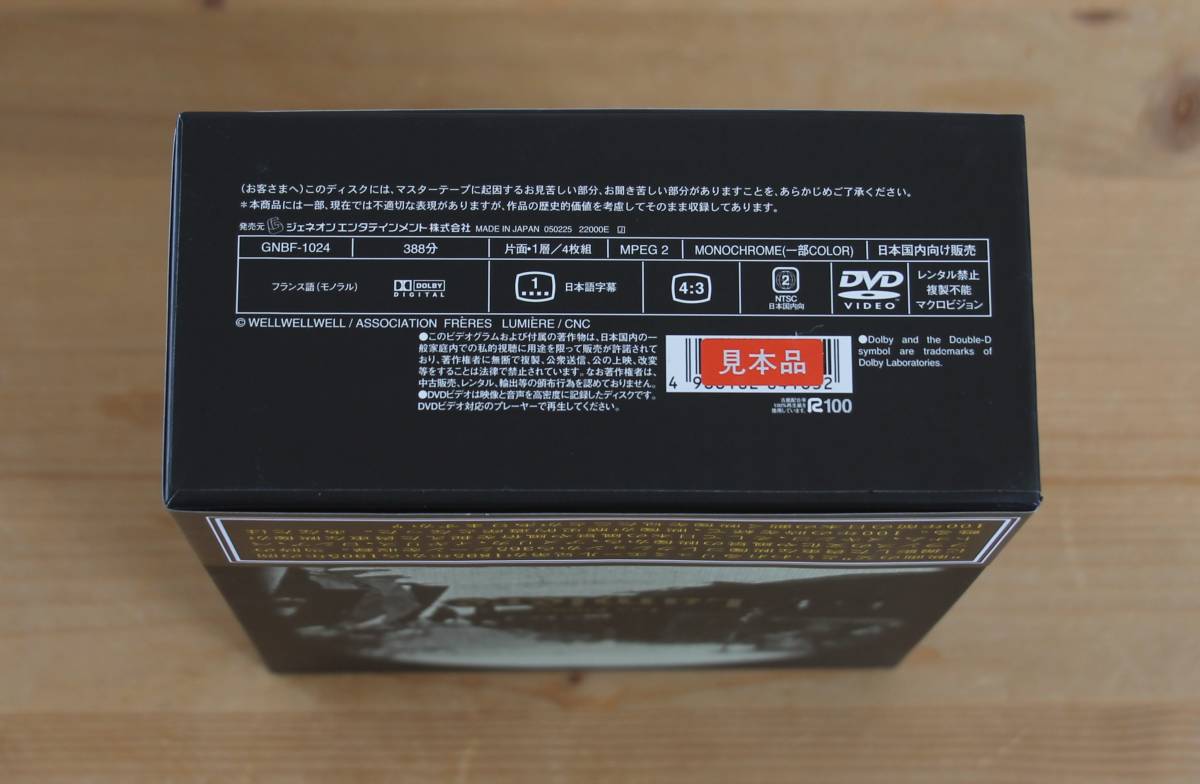 (お客さまへ)このディスクには、マスターテープに起因するお見苦しい部分、お聞き苦しい部分がありますことを、あらかじめご了承ください。
*本商品には一部、現在では不適切な表現がありますが、作品の歴史的価値を考慮してそのまま収録してあります。
発売元 ジェネオン エンタテインメント株式会社 MADE IN JAPAN 050225 22000E
GNBF-1024 388分 片面・1層/4枚組 MPEG 2 MONOCHROME(一部COLOR) 日本国内向け販売
フランス語(モノラル) DOLBY DIGITAL 1 日本語字幕 4:3 2 NTSC 日本国内向 DVD VIDEO レンタル禁止 複製不能 マクロビジョン
© WELLWELLWELL / ASSOCIATION FRÈRES LUMIÈRE / CNC
●このビデオグラムおよび付属の著作物は、日本国内の一
般家庭内での私的視聴に用途を限って販売が許諾されて
おり、著作権者に無断で複製、公衆送信、公の上映、改変
等をすることは法律で禁止されています。なお著作権者は、
中古販売、レンタル、輸出等の頒布行為を認めておりません。
●DVDビデオは映像と音声を高密度に記録したディスクです。
DVDビデオ対応のプレーヤーで再生してください。
見本品
●Dolby and the Double-D
symbol are trademarks of
Dolby Laboratories.
古紙配合率
100%再生紙を
使用しています。
R100